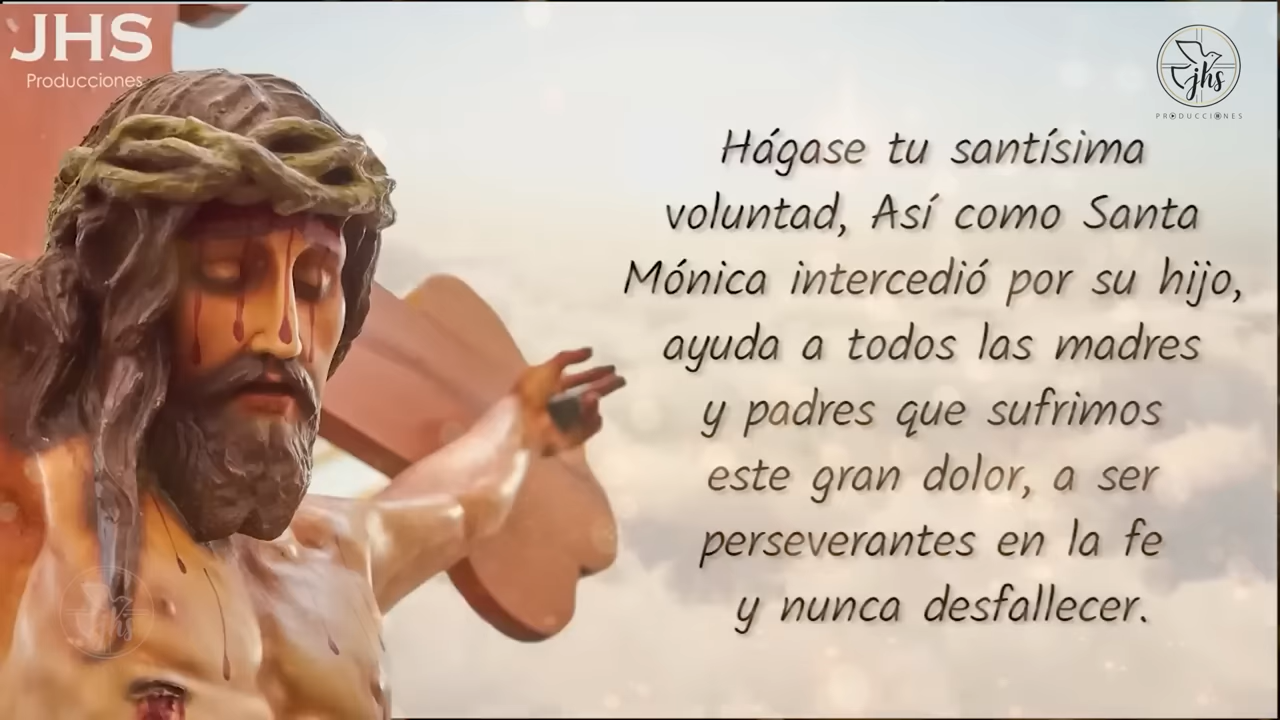 JHS
Producciones
jhs
PRODUCCIONES
Hágase tu santísima
voluntad, Así como Santa
Mónica intercedió por su hijo,
ayuda a todos las madres
y padres que sufrimos
este gran dolor, a ser
perseverantes en la fe
y nunca desfallecer.
jhs